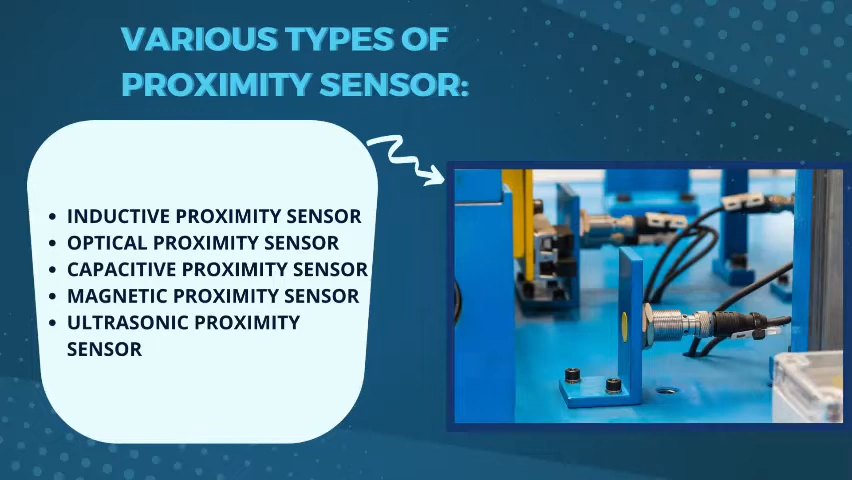 VARIOUS TYPES OF
PROXIMITY SENSOR:
• INDUCTIVE PROXIMITY SENSOR
• OPTICAL PROXIMITY SENSOR
• CAPACITIVE PROXIMITY SENSOR
• MAGNETIC PROXIMITY SENSOR
• ULTRASONIC PROXIMITY
SENSOR